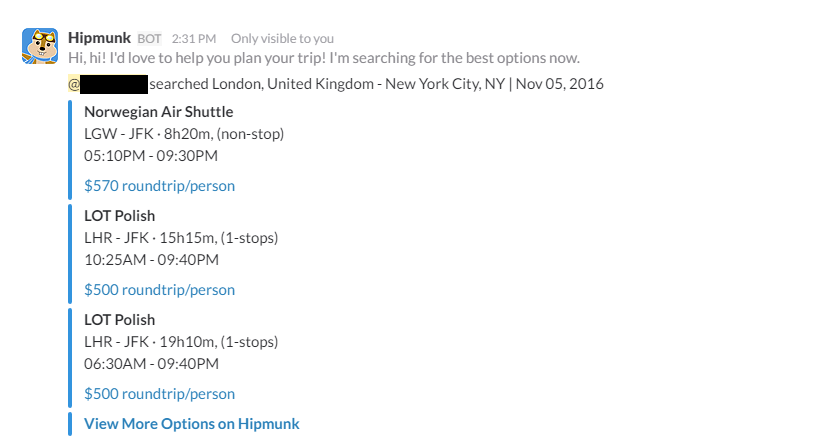 Hipmunk BOT 2:31 PM Only visible to you
Hi, hi! I'd love to help you plan your trip! I'm searching for the best options now.
@ searched London, United Kingdom - New York City, NY | Nov 05, 2016
Norwegian Air Shuttle
LGW - JFK · 8h20m, (non-stop)
05:10PM - 09:30PM
$570 roundtrip/person
LOT Polish
LHR - JFK · 15h15m, (1-stops)
10:25AM - 09:40PM
$500 roundtrip/person
LOT Polish
LHR - JFK · 19h10m, (1-stops)
06:30AM - 09:40PM
$500 roundtrip/person
View More Options on Hipmunk